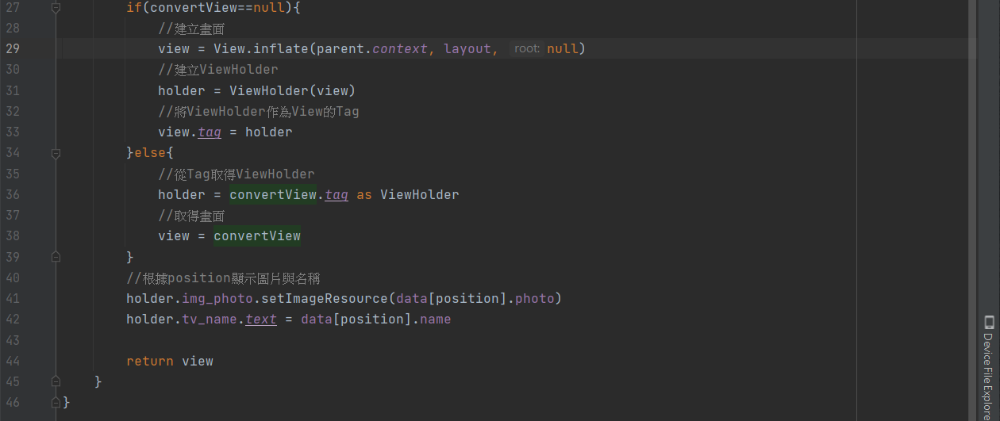 27 if(convertView==null){
28 //建立畫面
29 view = View.inflate(parent.context, layout, root: null)
30 //建立ViewHolder
31 holder = ViewHolder(view)
32 //將ViewHolder作為View的Tag
33 view.tag = holder
34 }else{
35 //從Tag取得ViewHolder
36 holder = convertView.tag as ViewHolder
37 //取得畫面
38 view = convertView
39 }
40 //根據position顯示圖片與名稱
41 holder.img_photo.setImageResource(data[position].photo)
42 holder.tv_name.text = data[position].name
43
44 return view
45 }
46 }
Device File Explore